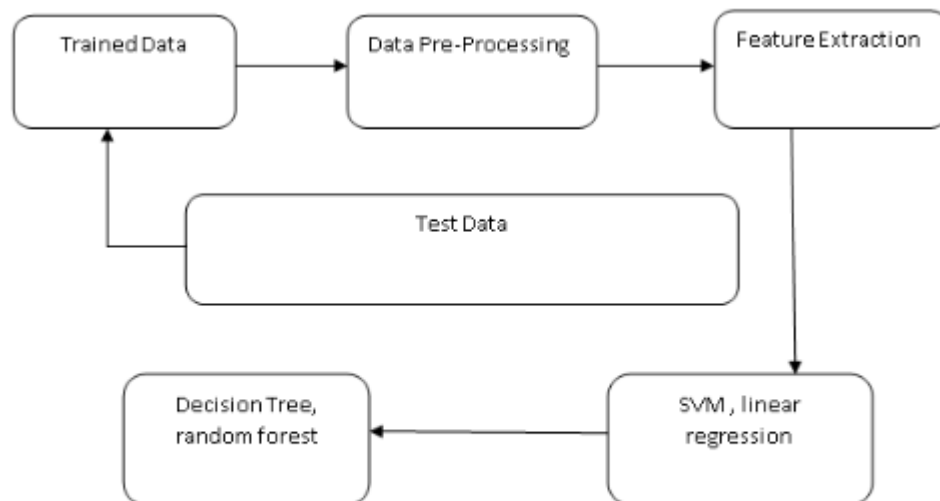 Trained Data
Data Pre-Processing
Feature Extraction
Test Data
Decision Tree,
random forest
SVM , linear
regression